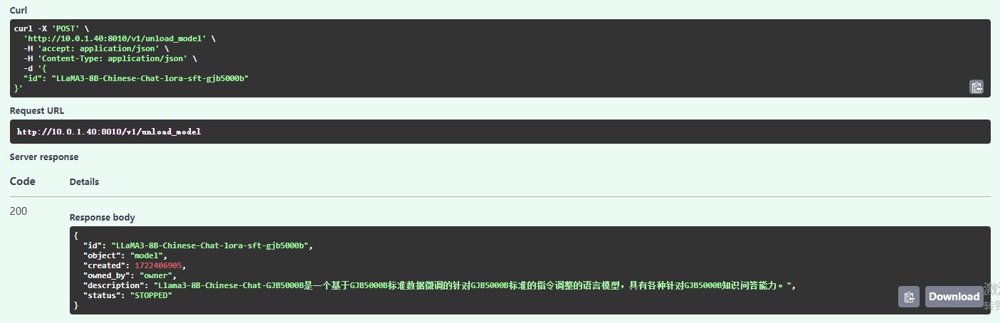 Curl
curl -X 'POST' \
'http://10.0.1.40:8010/v1/unload_model' \
-H 'accept: application/json' \
-H 'Content-Type: application/json' \
-d '{
"id": "LLaMA3-8B-Chinese-Chat-lora-sft-gjb5000b"
}'
Request URL
http://10.0.1.40:8010/v1/unload_model
Server response
Code Details
200
Response body
{
"id": "LLaMA3-8B-Chinese-Chat-lora-sft-gjb5000b",
"object": "model",
"created": 1722406905,
"owned_by": "owner",
"description": "Llama3-8B-Chinese-Chat-GJB5000B是一个基于GJB5000B标准数据微调的针对GJB5000B标准的指令调整的语言模型，具有各种针对GJB5000B知识问答能力。",
"status": "STOPPED"
}
Download
激
转到